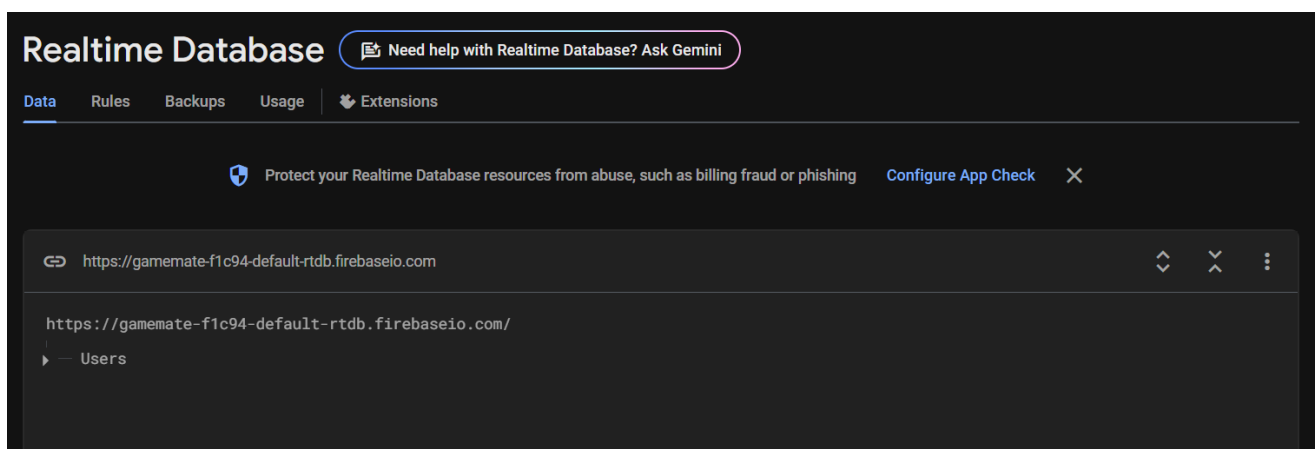 Realtime Database Need help with Realtime Database? Ask Gemini
Data Rules Backups Usage Extensions
Protect your Realtime Database resources from abuse, such as billing fraud or phishing Configure App Check
https://gamemate-f1c94-default-rtdb.firebaseio.com
https://gamemate-f1c94-default-rtdb.firebaseio.com/
Users